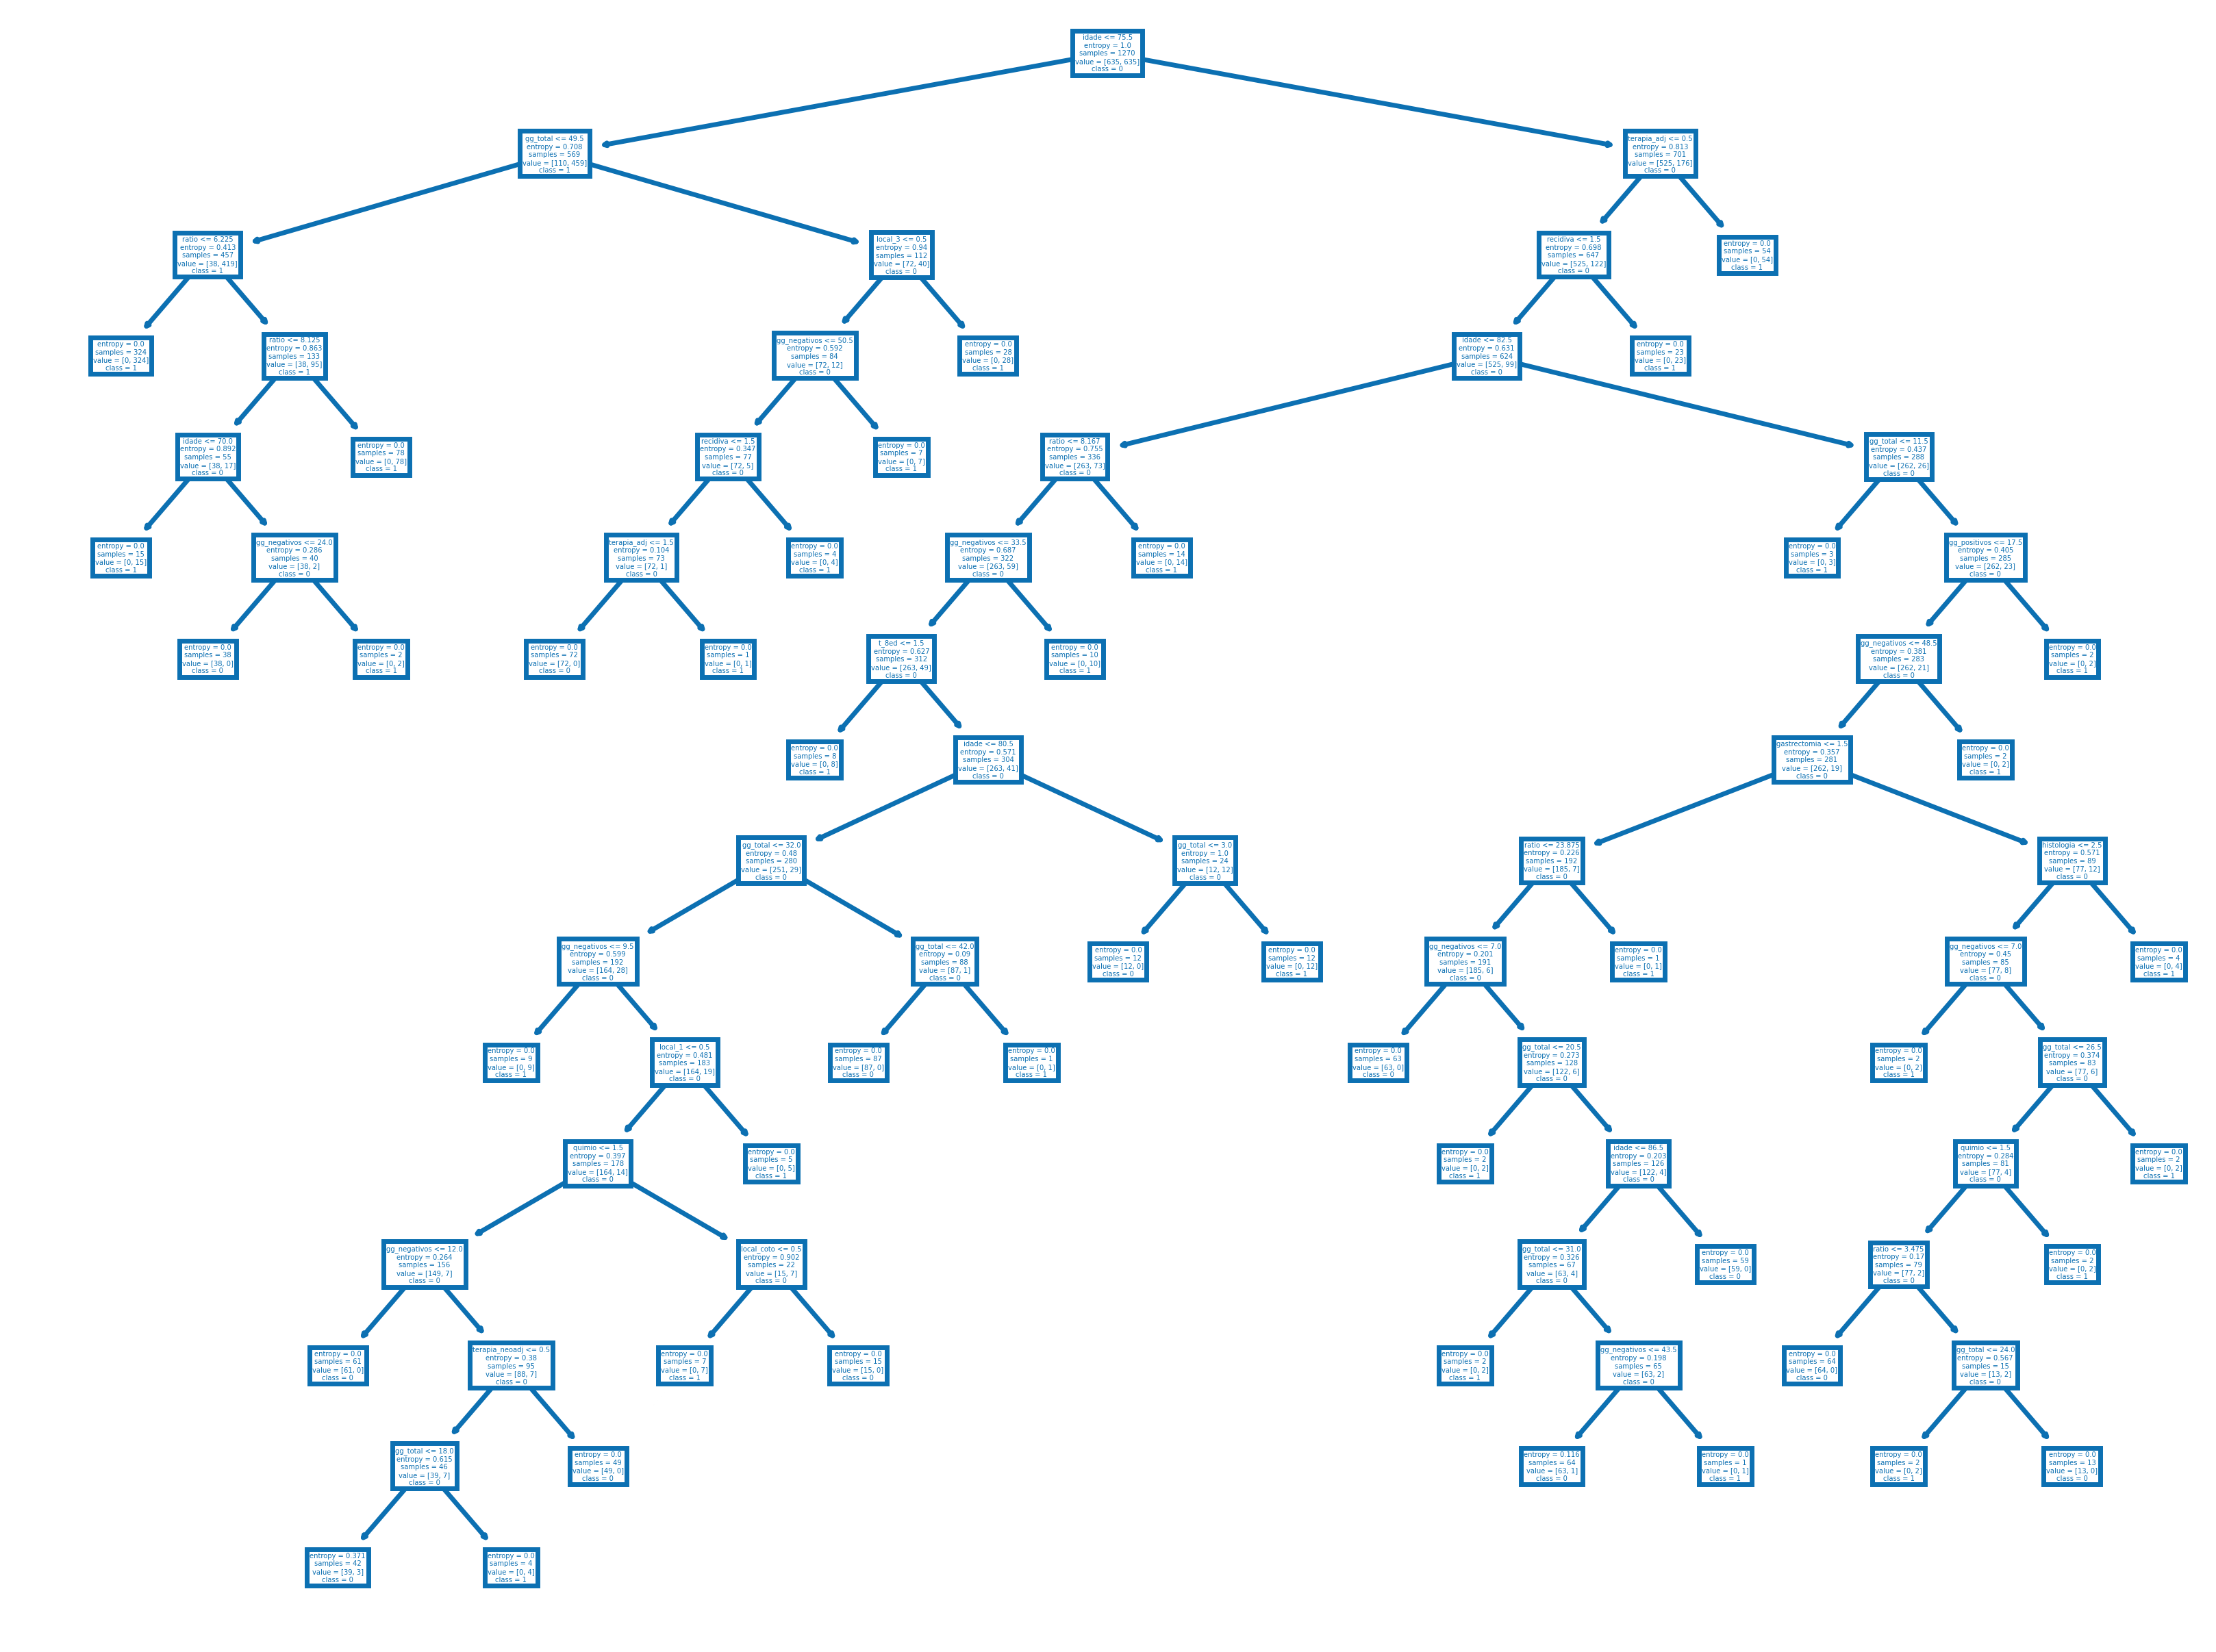 idade <= 75.5
entropy = 1.0
samples = 1270
value = [635, 635]
class = 0
gg_total <= 49.5
entropy = 0.708
samples = 569
value = [110, 459]
class = 1
terapia_adj <= 0.5
entropy = 0.813
samples = 701
value = [525, 176]
class = 0
ratio <= 6.225
entropy = 0.413
samples = 457
value = [38, 419]
class = 1
local_3 <= 0.5
entropy = 0.94
samples = 112
value = [72, 40]
class = 0
recidiva <= 1.5
entropy = 0.698
samples = 647
value = [525, 122]
class = 0
entropy = 0.0
samples = 54
value = [0, 54]
class = 1
entropy = 0.0
samples = 324
value = [0, 324]
class = 1
ratio <= 8.125
entropy = 0.863
samples = 133
value = [38, 95]
class = 1
gg_negativos <= 50.5
entropy = 0.592
samples = 84
value = [72, 12]
class = 0
entropy = 0.0
samples = 28
value = [0, 28]
class = 1
idade <= 82.5
entropy = 0.631
samples = 624
value = [525, 99]
class = 0
entropy = 0.0
samples = 23
value = [0, 23]
class = 1
idade <= 70.0
entropy = 0.892
samples = 55
value = [38, 17]
class = 0
entropy = 0.0
samples = 78
value = [0, 78]
class = 1
recidiva <= 1.5
entropy = 0.347
samples = 77
value = [72, 5]
class = 0
entropy = 0.0
samples = 7
value = [0, 7]
class = 1
ratio <= 8.167
entropy = 0.755
samples = 336
value = [263, 73]
class = 0
gg_total <= 11.5
entropy = 0.437
samples = 288
value = [262, 26]
class = 0
entropy = 0.0
samples = 15
value = [0, 15]
class = 1
gg_negativos <= 24.0
entropy = 0.286
samples = 40
value = [38, 2]
class = 0
terapia_adj <= 1.5
entropy = 0.104
samples = 73
value = [72, 1]
class = 0
entropy = 0.0
samples = 4
value = [0, 4]
class = 1
gg_negativos <= 33.5
entropy = 0.687
samples = 322
value = [263, 59]
class = 0
entropy = 0.0
samples = 14
value = [0, 14]
class = 1
entropy = 0.0
samples = 3
value = [0, 3]
class = 1
gg_positivos <= 17.5
entropy = 0.405
samples = 285
value = [262, 23]
class = 0
entropy = 0.0
samples = 38
value = [38, 0]
class = 0
entropy = 0.0
samples = 2
value = [0, 2]
class = 1
entropy = 0.0
samples = 72
value = [72, 0]
class = 0
entropy = 0.0
samples = 1
value = [0, 1]
class = 1
t_8ed <= 1.5
entropy = 0.627
samples = 312
value = [263, 49]
class = 0
entropy = 0.0
samples = 10
value = [0, 10]
class = 1
gg_negativos <= 48.5
entropy = 0.381
samples = 283
value = [262, 21]
class = 0
entropy = 0.0
samples = 2
value = [0, 2]
class = 1
entropy = 0.0
samples = 8
value = [0, 8]
class = 1
idade <= 80.5
entropy = 0.571
samples = 304
value = [263, 41]
class = 0
gastrectomia <= 1.5
entropy = 0.357
samples = 281
value = [262, 19]
class = 0
entropy = 0.0
samples = 2
value = [0, 2]
class = 1
gg_total <= 32.0
entropy = 0.48
samples = 280
value = [251, 29]
class = 0
gg_total <= 3.0
entropy = 1.0
samples = 24
value = [12, 12]
class = 0
ratio <= 23.875
entropy = 0.226
samples = 192
value = [185, 7]
class = 0
histologia <= 2.5
entropy = 0.571
samples = 89
value = [77, 12]
class = 0
gg_negativos <= 9.5
entropy = 0.599
samples = 192
value = [164, 28]
class = 0
gg_total <= 42.0
entropy = 0.09
samples = 88
value = [87, 1]
class = 0
entropy = 0.0
samples = 12
value = [12, 0]
class = 0
entropy = 0.0
samples = 12
value = [0, 12]
class = 1
gg_negativos <= 7.0
entropy = 0.201
samples = 191
value = [185, 6]
class = 0
entropy = 0.0
samples = 1
value = [0, 1]
class = 1
gg_negativos <= 7.0
entropy = 0.45
samples = 85
value = [77, 8]
class = 0
entropy = 0.0
samples = 4
value = [0, 4]
class = 1
entropy = 0.0
samples = 9
value = [0, 9]
class = 1
local_1 <= 0.5
entropy = 0.481
samples = 183
value = [164, 19]
class = 0
entropy = 0.0
samples = 87
value = [87, 0]
class = 0
entropy = 0.0
samples = 1
value = [0, 1]
class = 1
entropy = 0.0
samples = 63
value = [63, 0]
class = 0
gg_total <= 20.5
entropy = 0.273
samples = 128
value = [122, 6]
class = 0
entropy = 0.0
samples = 2
value = [0, 2]
class = 1
gg_total <= 26.5
entropy = 0.374
samples = 83
value = [77, 6]
class = 0
quimio <= 1.5
entropy = 0.397
samples = 178
value = [164, 14]
class = 0
entropy = 0.0
samples = 5
value = [0, 5]
class = 1
entropy = 0.0
samples = 2
value = [0, 2]
class = 1
idade <= 86.5
entropy = 0.203
samples = 126
value = [122, 4]
class = 0
quimio <= 1.5
entropy = 0.284
samples = 81
value = [77, 4]
class = 0
entropy = 0.0
samples = 2
value = [0, 2]
class = 1
gg_negativos <= 12.0
entropy = 0.264
samples = 156
value = [149, 7]
class = 0
local_coto <= 0.5
entropy = 0.902
samples = 22
value = [15, 7]
class = 0
gg_total <= 31.0
entropy = 0.326
samples = 67
value = [63, 4]
class = 0
entropy = 0.0
samples = 59
value = [59, 0]
class = 0
ratio <= 3.475
entropy = 0.17
samples = 79
value = [77, 2]
class = 0
entropy = 0.0
samples = 2
value = [0, 2]
class = 1
entropy = 0.0
samples = 61
value = [61, 0]
class = 0
terapia_neoadj <= 0.5
entropy = 0.38
samples = 95
value = [88, 7]
class = 0
entropy = 0.0
samples = 7
value = [0, 7]
class = 1
entropy = 0.0
samples = 15
value = [15, 0]
class = 0
entropy = 0.0
samples = 2
value = [0, 2]
class = 1
gg_negativos <= 43.5
entropy = 0.198
samples = 65
value = [63, 2]
class = 0
entropy = 0.0
samples = 64
value = [64, 0]
class = 0
gg_total <= 24.0
entropy = 0.567
samples = 15
value = [13, 2]
class = 0
gg_total <= 18.0
entropy = 0.615
samples = 46
value = [39, 7]
class = 0
entropy = 0.0
samples = 49
value = [49, 0]
class = 0
entropy = 0.116
samples = 64
value = [63, 1]
class = 0
entropy = 0.0
samples = 1
value = [0, 1]
class = 1
entropy = 0.0
samples = 2
value = [0, 2]
class = 1
entropy = 0.0
samples = 13
value = [13, 0]
class = 0
entropy = 0.371
samples = 42
value = [39, 3]
class = 0
entropy = 0.0
samples = 4
value = [0, 4]
class = 1